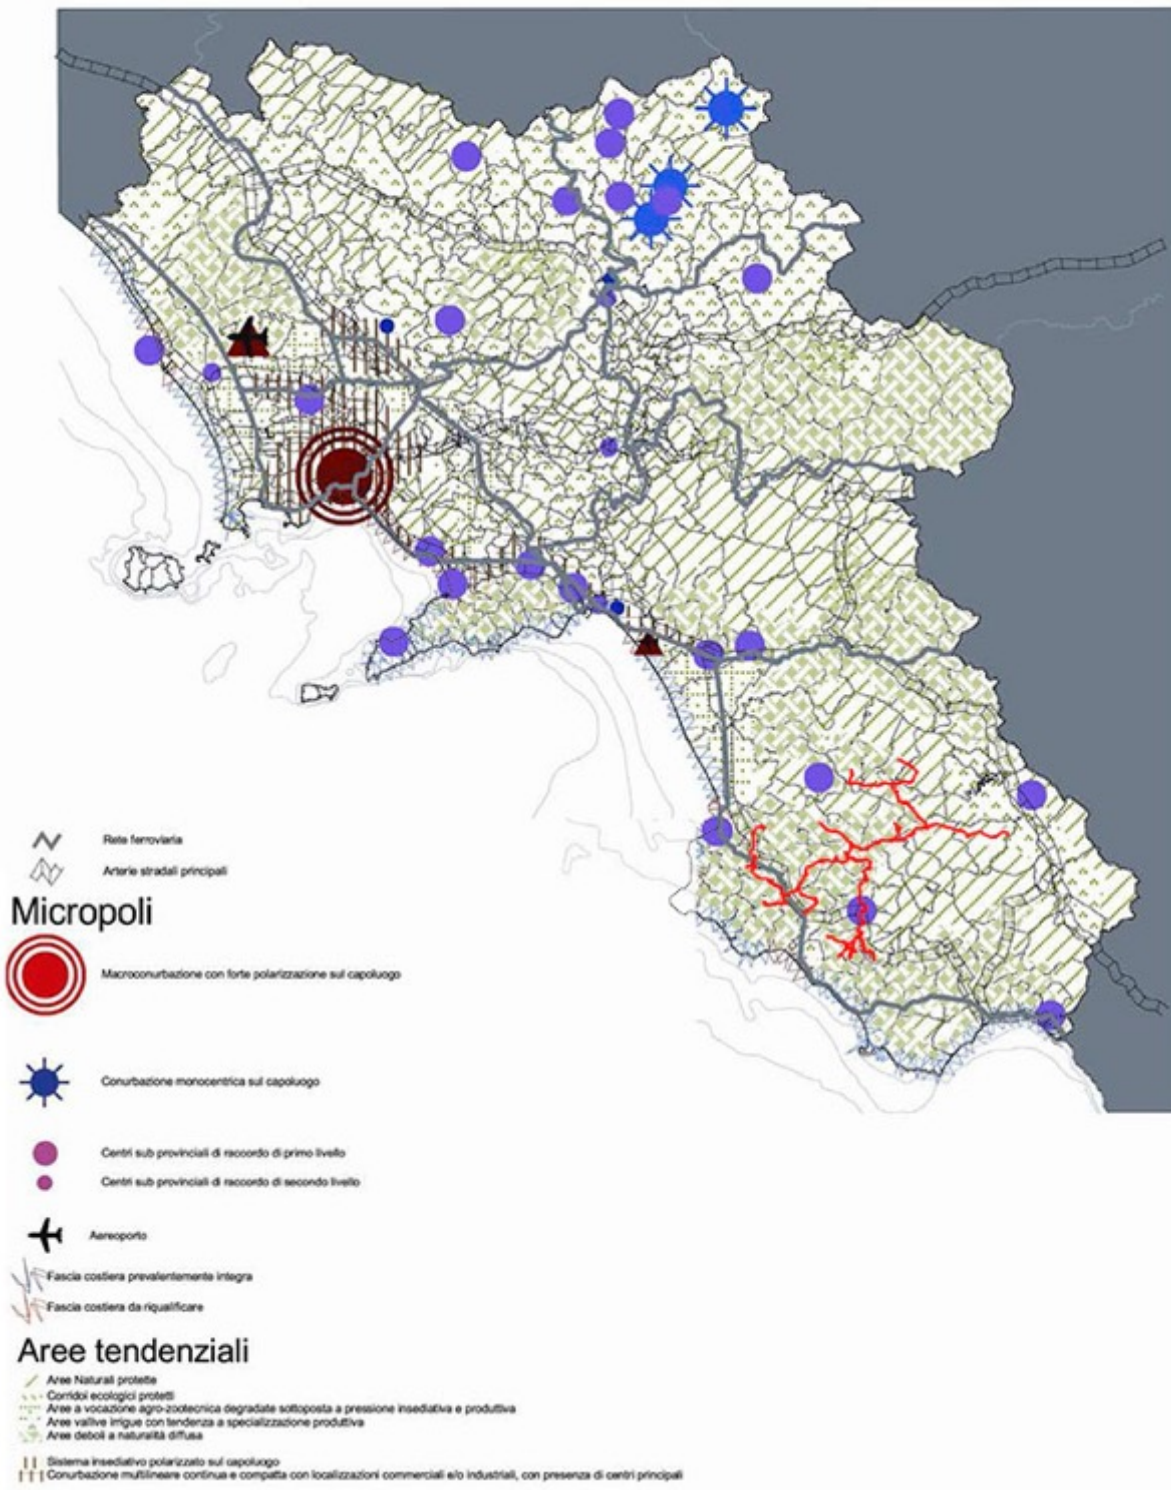 Rete ferroviaria
Arterie stradali principali
Micropoli
Macroconurbazione con forte polarizzazione sul capoluogo
Conurbazione monocentrica sul capoluogo
Centri sub provinciali di raccordo di primo livello
Centri sub provinciali di raccordo di secondo livello
Aereoporto
Fascia costiera prevalentemente integra
Fascia costiera da riqualificare
Aree tendenziali
Aree Naturali protette
Corridoi ecologici protetti
Aree a vocazione agro-zootecnica degradate sottoposta a pressione insediativa e produttiva
Aree vallive irrigue con tendenza a specializzazione produttiva
Aree deboli a naturalità diffusa
Sistema insediativo polarizzato sul capoluogo
Conurbazione multilineare continua e compatta con localizzazioni commerciali e/o industriali, con presenza di centri principali